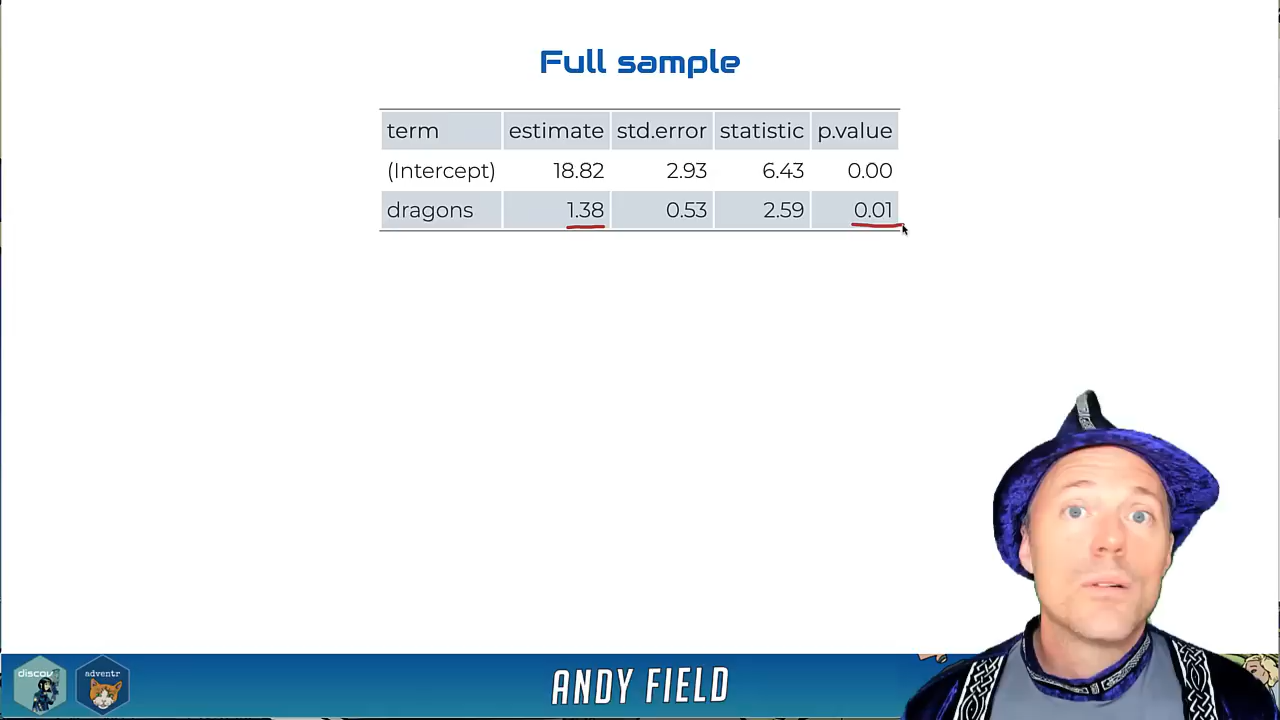 Full sample
term estimate std.error statistic p.value
(Intercept) 18.82 2.93 6.43 0.00
dragons 1.38 0.53 2.59 0.01
discov
adventr
ANDY FIELD